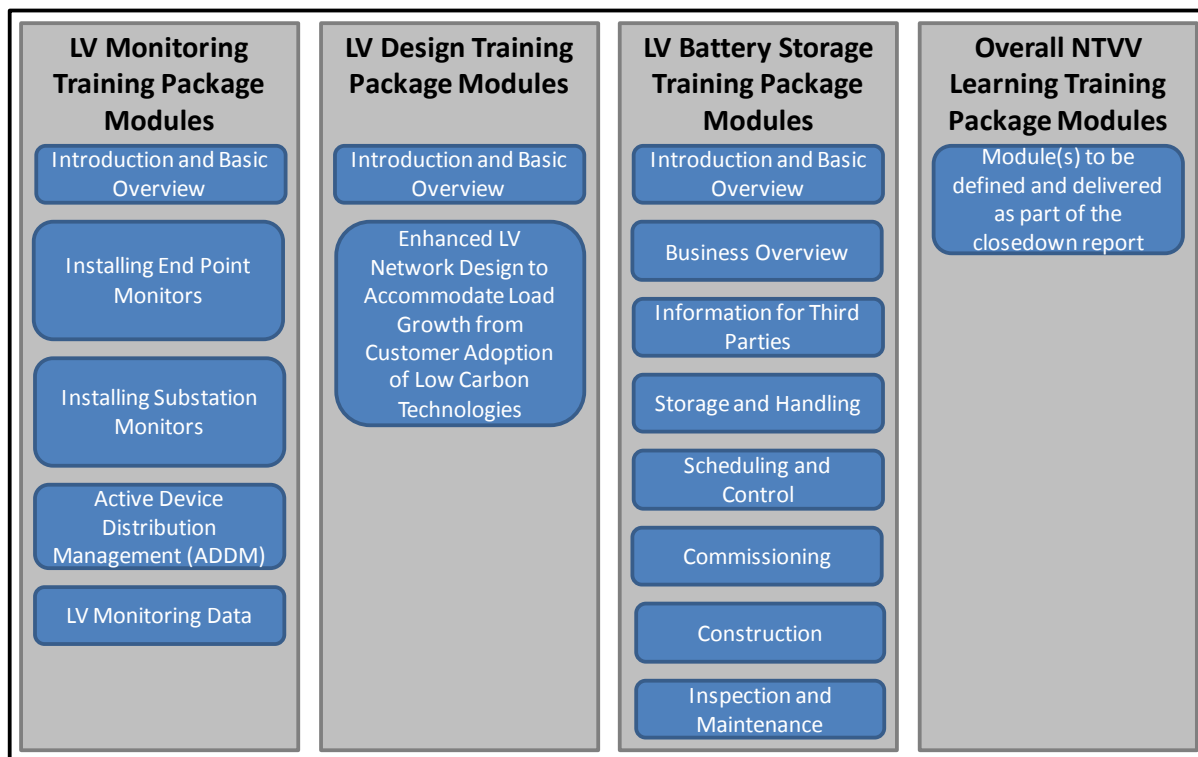 LV Monitoring
Training Package
Modules
Introduction and Basic
Overview
Installing End Point
Monitors
Installing Substation
Monitors
Active Device
Distribution
Management (ADDM)
LV Monitoring Data
LV Design Training
Package Modules
Introduction and Basic
Overview
Enhanced LV
Network Design to
Accommodate Load
Growth from
Customer Adoption
of Low Carbon
Technologies
LV Battery Storage
Training Package
Modules
Introduction and Basic
Overview
Business Overview
Information for Third
Parties
Storage and Handling
Scheduling and
Control
Commissioning
Construction
Inspection and
Maintenance
Overall NTVV
Learning Training
Package Modules
Module(s) to be
defined and delivered
as part of the
closedown report